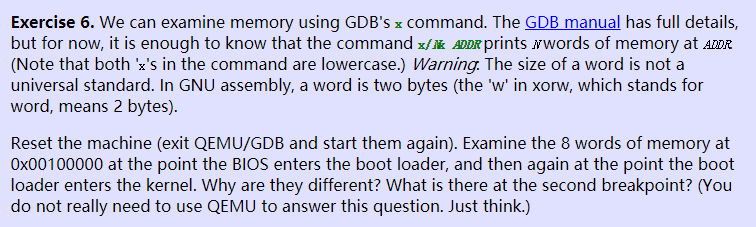 Exercise 6. We can examine memory using GDB's x command. The GDB manual has full details,
but for now, it is enough to know that the command x/Nx ADDR prints N words of memory at ADDR.
(Note that both 'x's in the command are lowercase.) Warning: The size of a word is not a
universal standard. In GNU assembly, a word is two bytes (the 'w' in xorw, which stands for
word, means 2 bytes).
Reset the machine (exit QEMU/GDB and start them again). Examine the 8 words of memory at
0x00100000 at the point the BIOS enters the boot loader, and then again at the point the boot
loader enters the kernel. Why are they different? What is there at the second breakpoint? (You
do not really need to use QEMU to answer this question. Just think.)